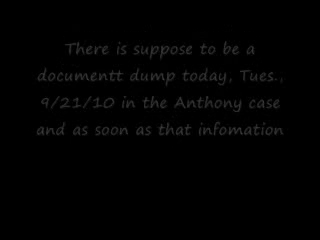 There is suppose to be a
documentt dump today, Tues.,
9/21/10 in the Anthony case
and as soon as that infomation